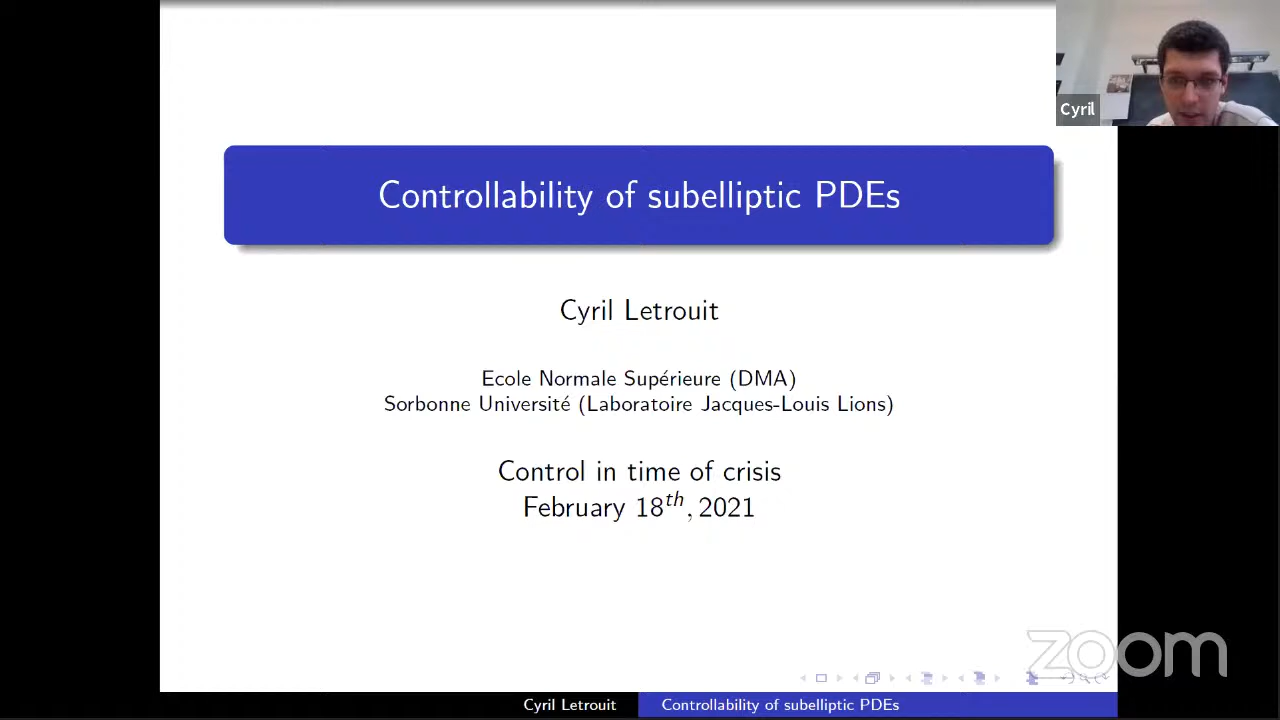 Cyril
Controllability of subelliptic PDEs
Cyril Letrouit
Ecole Normale Supérieure (DMA)
Sorbonne Université (Laboratoire Jacques-Louis Lions)
Control in time of crisis
February 18th, 2021
zoom
Cyril Letrouit
Controllability of subelliptic PDEs